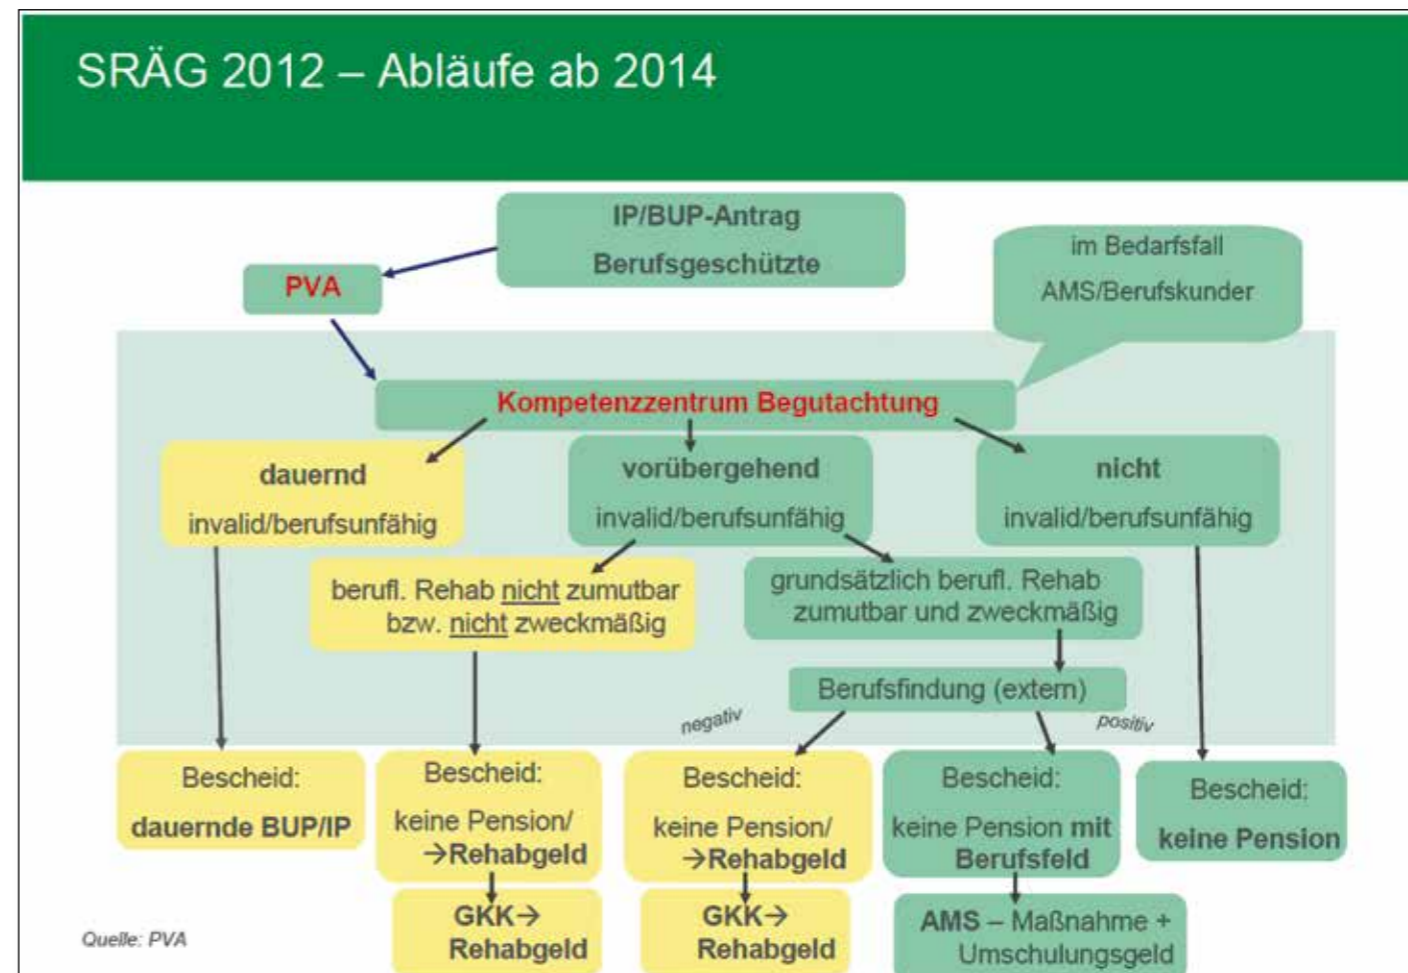 SRÄG 2012 – Abläufe ab 2014
IP/BUP-Antrag
Berufsgeschützte
PVA
im Bedarfsfall
AMS/Berufskunder
Kompetenzzentrum Begutachtung
dauernd
invalid/berufsunfähig
vorübergehend
invalid/berufsunfähig
nicht
invalid/berufsunfähig
berufl. Rehab nicht zumutbar
bzw. nicht zweckmäßig
grundsätzlich berufl. Rehab
zumutbar und zweckmäßig
Berufsfindung (extern)
negativ
positiv
Bescheid:
dauernde BUP/IP
Bescheid:
keine Pension/
→Rehabgeld
Bescheid:
keine Pension/
→Rehabgeld
Bescheid:
keine Pension mit
Berufsfeld
Bescheid:
keine Pension
GKK→
Rehabgeld
GKK→
Rehabgeld
AMS – Maßnahme +
Umschulungsgeld
Quelle: PVA